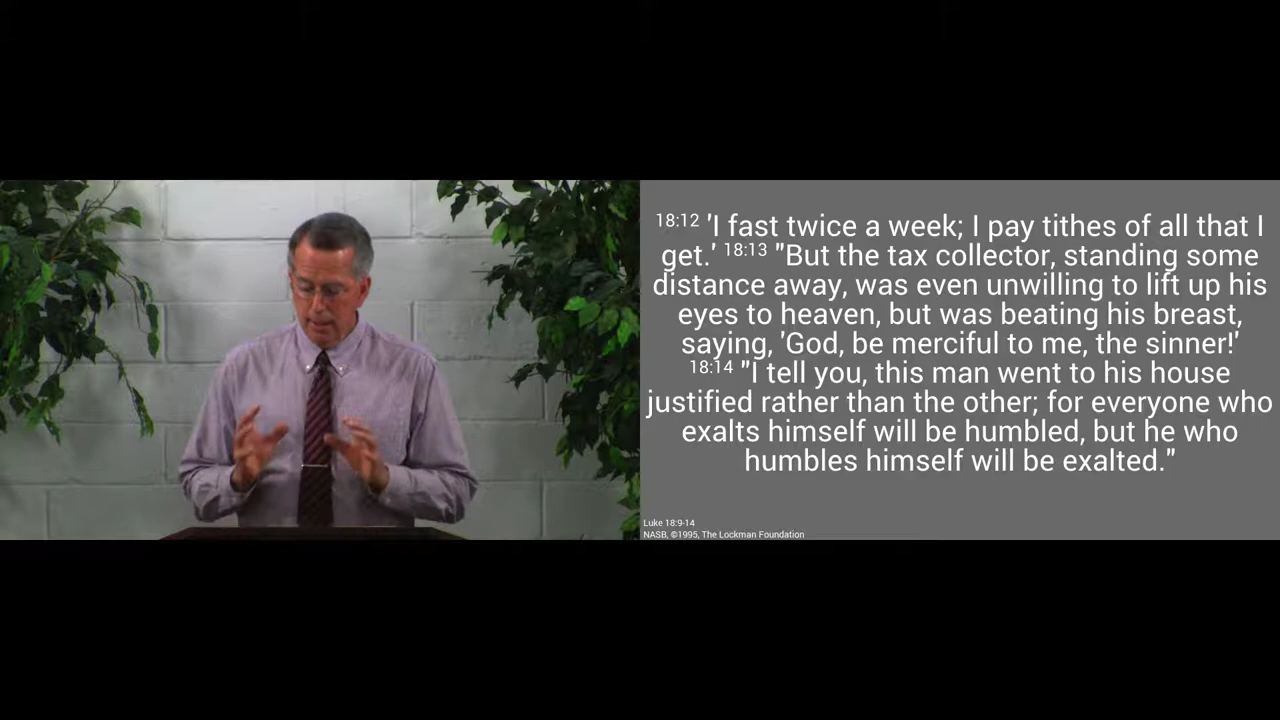 18:12 'I fast twice a week; I pay tithes of all that I
get.' 18:13 "But the tax collector, standing some
distance away, was even unwilling to lift up his
eyes to heaven, but was beating his breast,
saying, 'God, be merciful to me, the sinner!'
18:14 "I tell you, this man went to his house
justified rather than the other; for everyone who
exalts himself will be humbled, but he who
humbles himself will be exalted."
Luke 18:9-14
NASB, ©1995, The Lockman Foundation